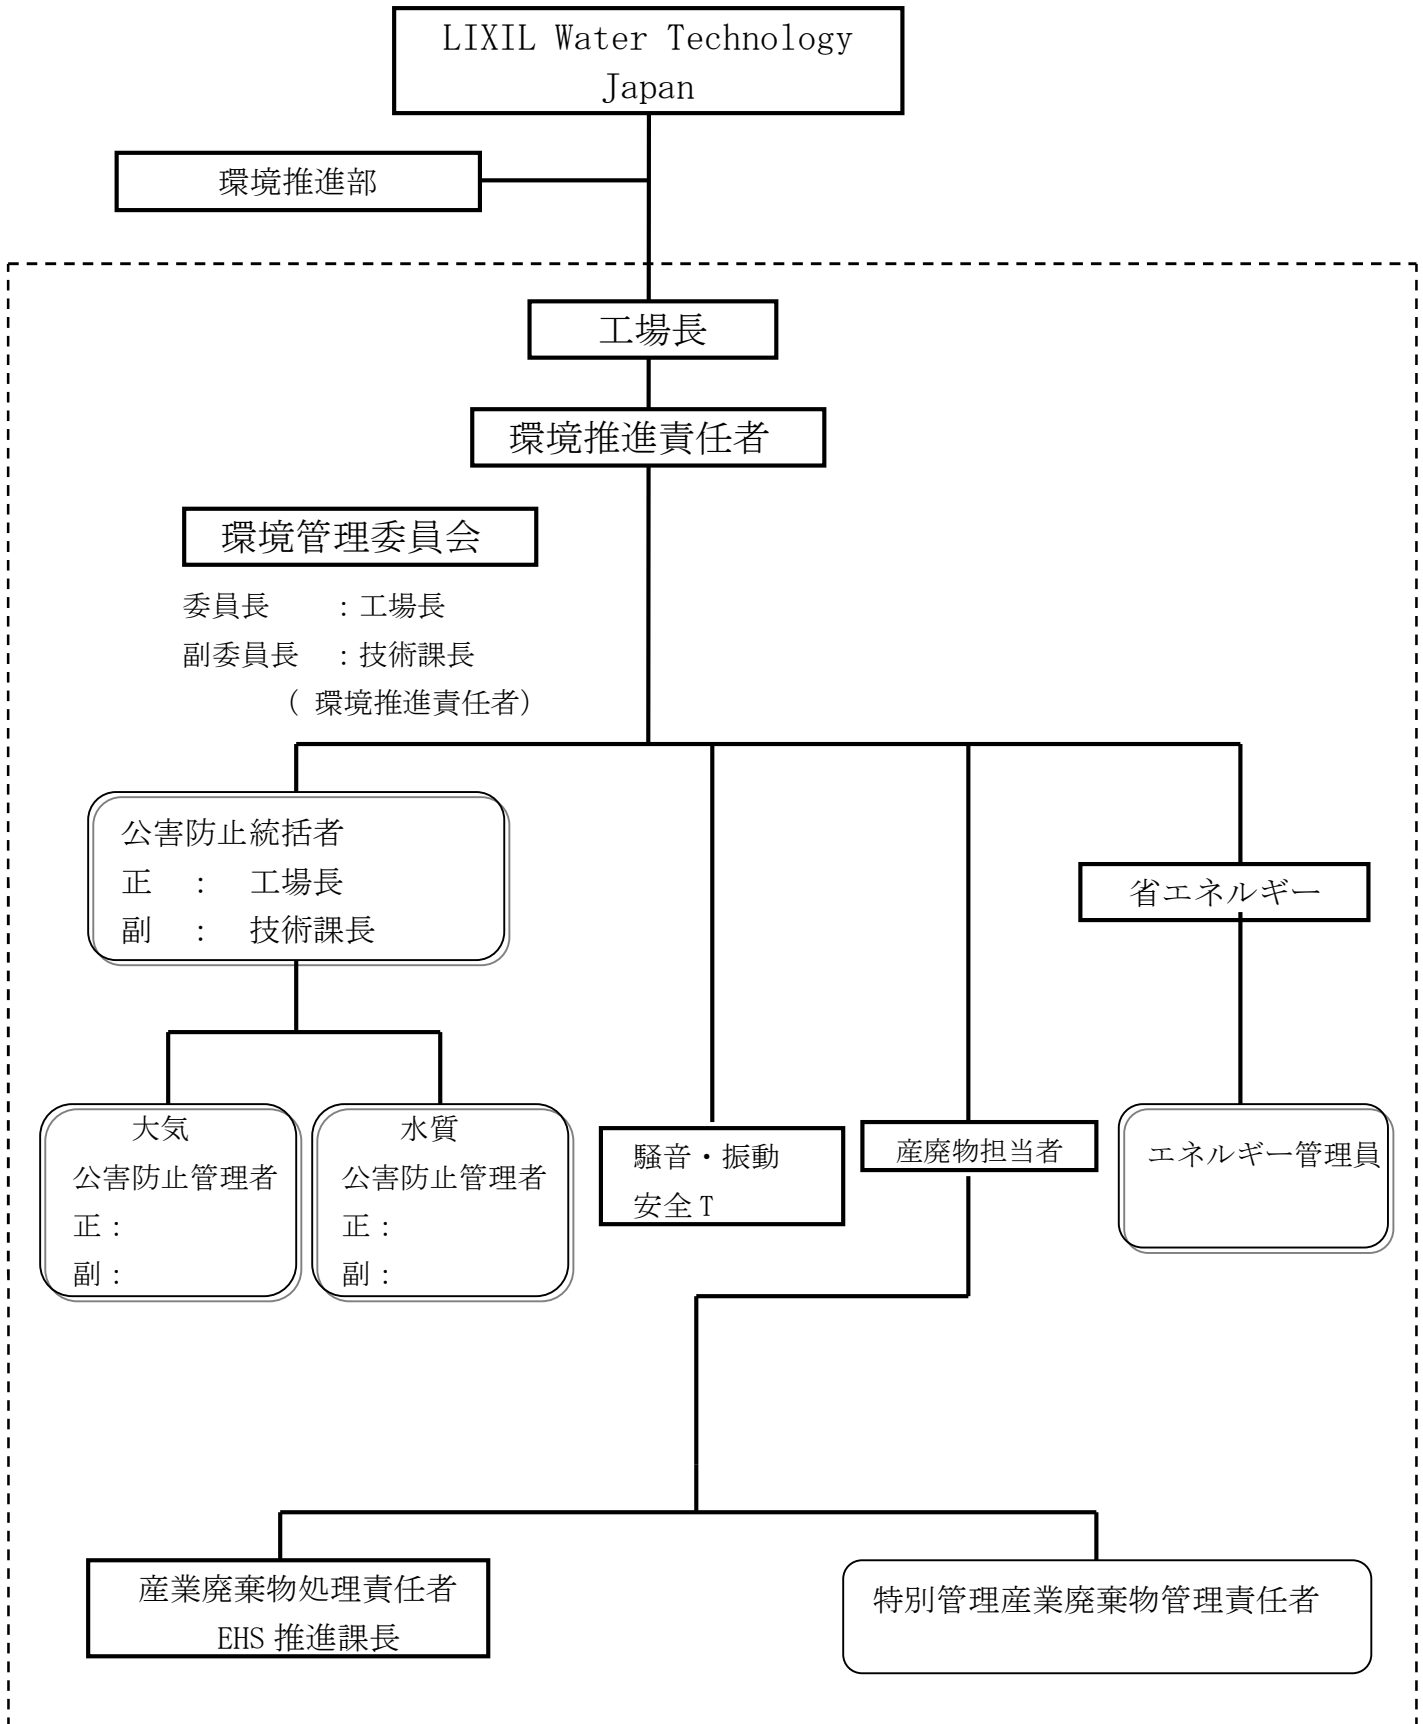 LIXIL Water Technology
Japan
環境推進部
工場長
環境推進責任者
環境管理委員会
委員長　　：工場長
副委員長　：技術課長
（ 環境推進責任者）
公害防止統括者
正　：　工場長
副　：　技術課長
省エネルギー
大気
公害防止管理者
正：
副：
水質
公害防止管理者
正：
副：
騒音・振動
安全T
産廃物担当者
エネルギー管理員
産業廃棄物処理責任者
EHS推進課長
特別管理産業廃棄物管理責任者